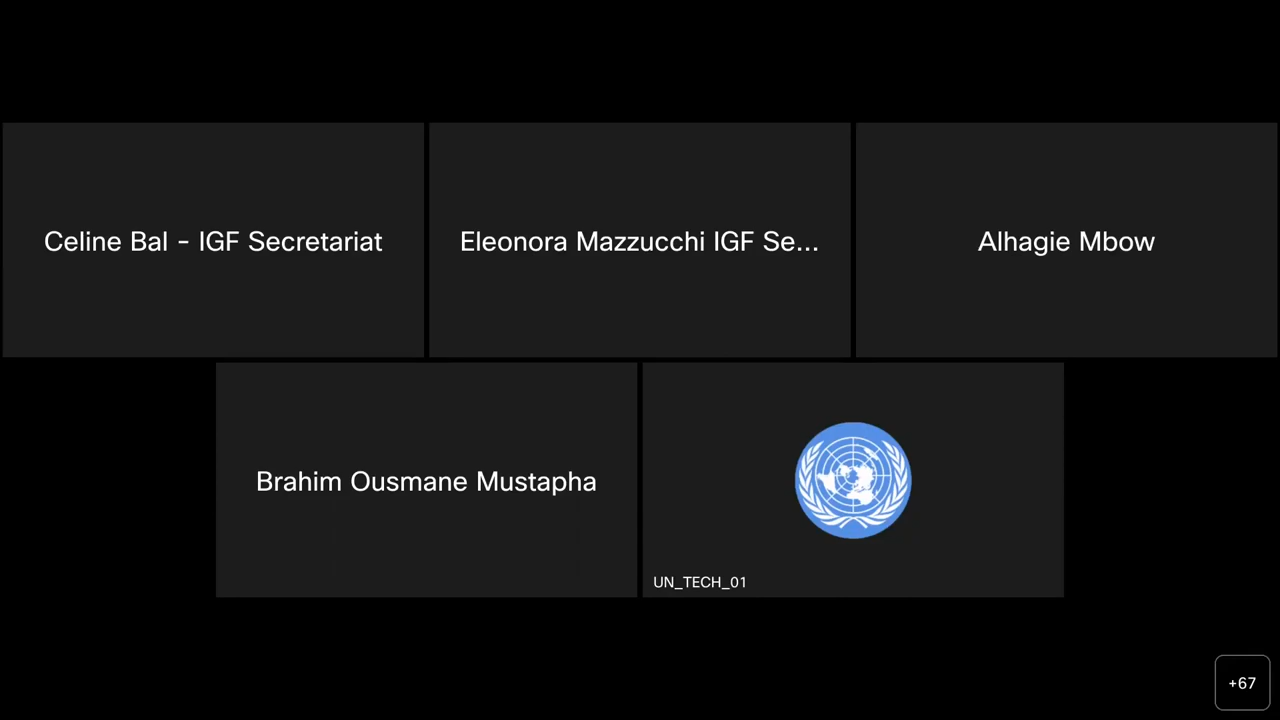 Celine Bal - IGF Secretariat
Eleonora Mazzucchi IGF Se...
Alhagie Mbow
Brahim Ousmane Mustapha
UN_TECH_01
+67